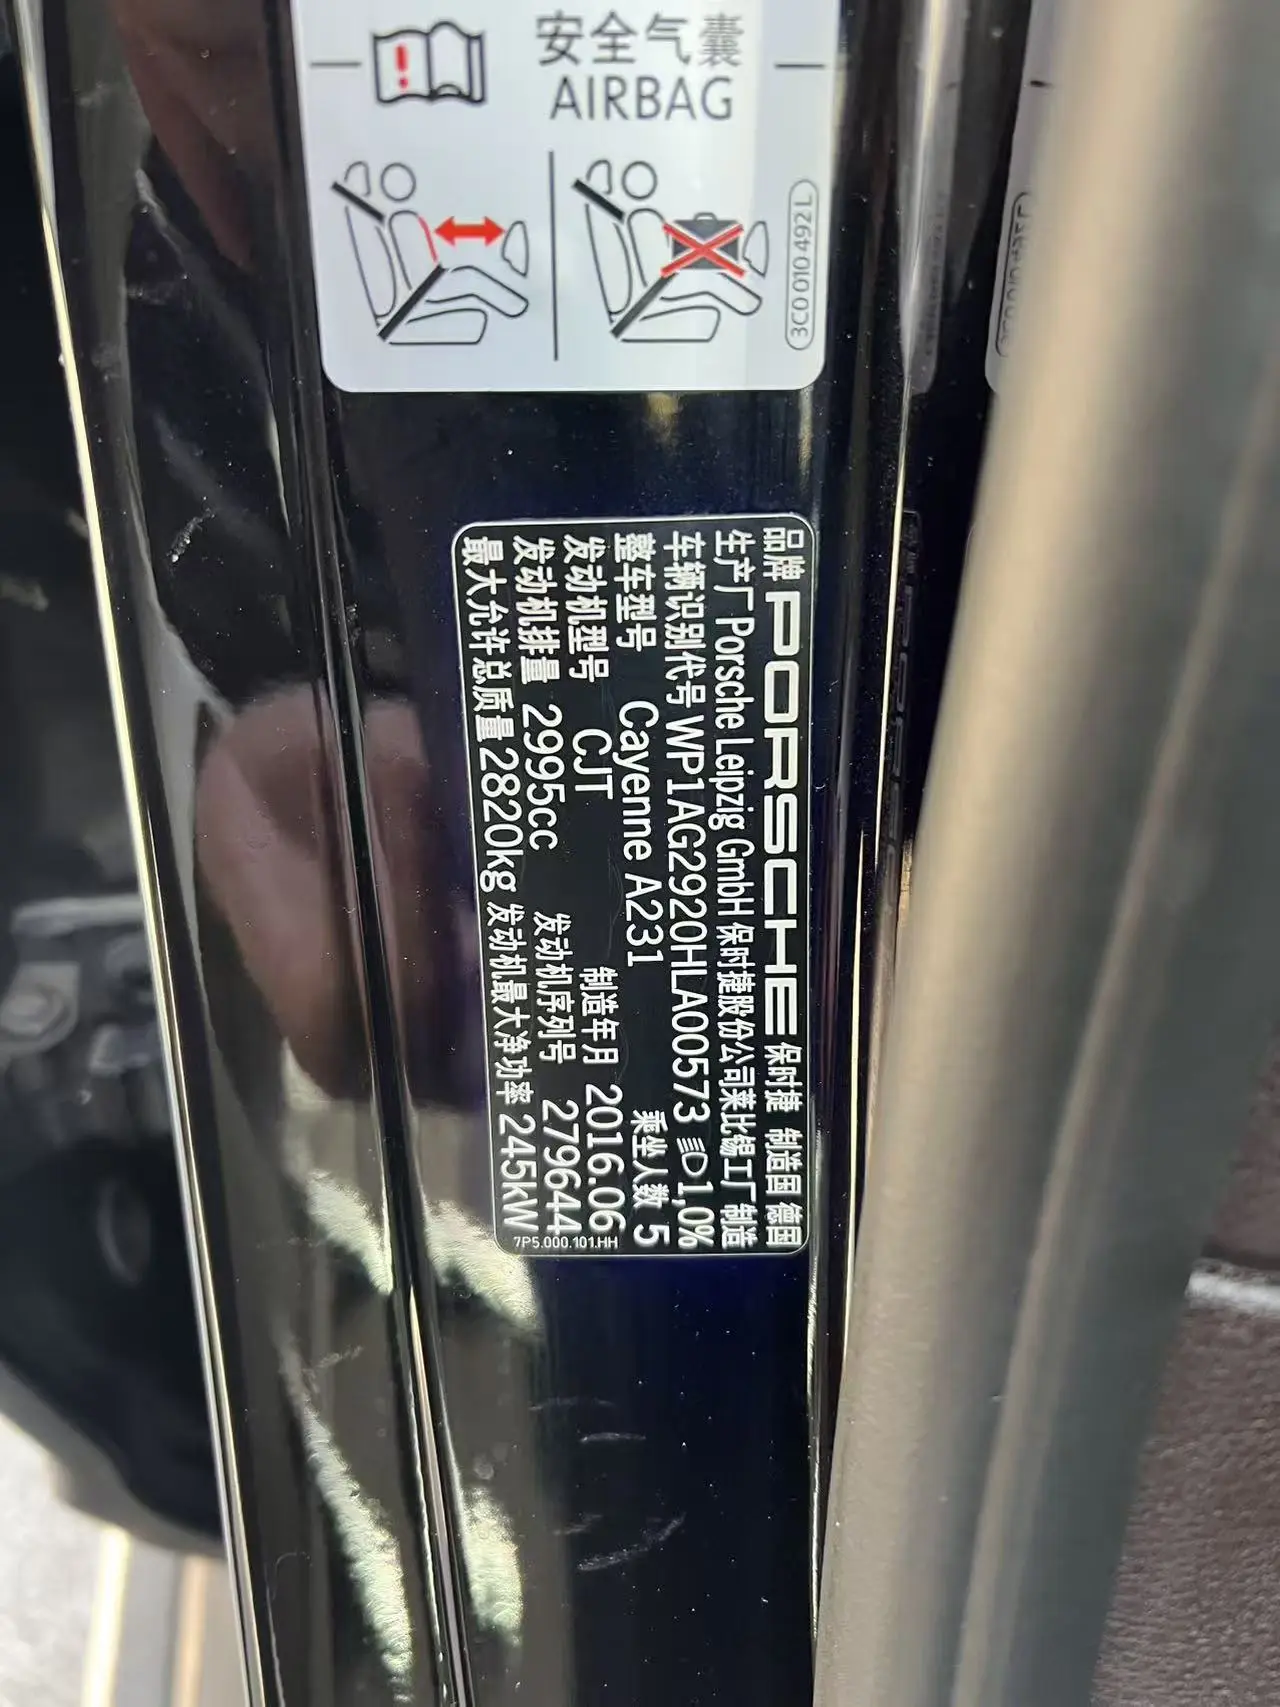 安全气囊
AIRBAG
3C0 010 492 L
品牌 PORSCHE 保时捷 制造国 德国
生产厂 Porsche Leipzig GmbH 保时捷股份公司莱比锡工厂 制造
车辆识别代号 WP1AG2920HLA00573 1,0%
整车型号 Cayenne A231 乘坐人数 5
发动机型号 CJT 制造年月 2016.06
发动机排量 2995cc 发动机序列号 279644
最大允许总质量 2820kg 发动机最大净功率 245kW
7P5.000.101.HH